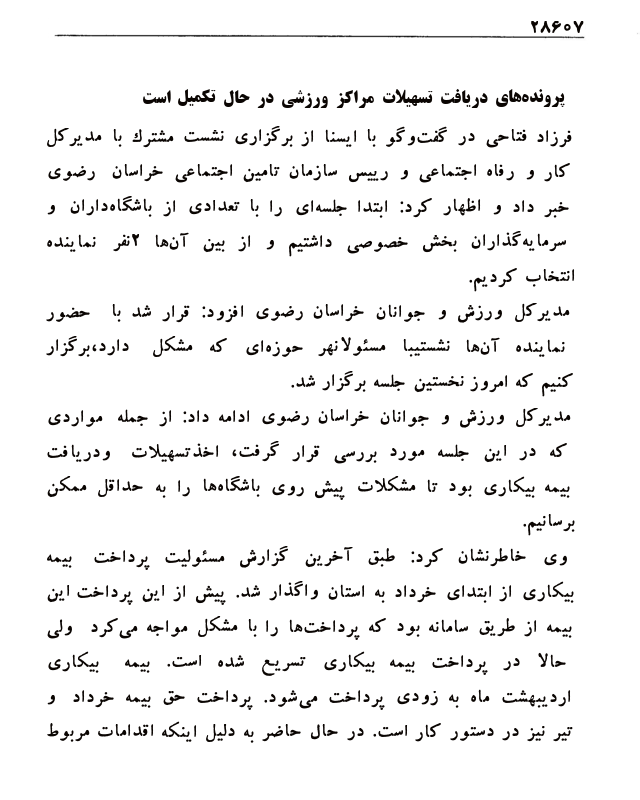 ۲۸۶۰۷
پرونده‌های دریافت تسهیلات مراکز ورزشی در حال تکمیل است
فرزاد فتاحی در گفت‌وگو با ایسنا از برگزاری نشست مشترك با مدیرکل
کار و رفاه اجتماعی و رییس سازمان تامین اجتماعی خراسان رضوی
خبر داد و اظهار کرد: ابتدا جلسه‌ای را با تعدادی از باشگاه‌داران و
سرمایه‌گذاران بخش خصوصی داشتیم و از بین آن‌ها ۲نفر نماینده
انتخاب کردیم.
مدیرکل ورزش و جوانان خراسان رضوی افزود: قرار شد با حضور
نماینده آن‌ها نشستیبا مسئولانهر حوزه‌ای که مشکل دارد،برگزار
کنیم که امروز نخستین جلسه برگزار شد.
مدیرکل ورزش و جوانان خراسان رضوی ادامه داد: از جمله مواردی
که در این جلسه مورد بررسی قرار گرفت، اخذتسهیلات ودریافت
بیمه بیکاری بود تا مشکلات پیش روی باشگاه‌ها را به حداقل ممکن
برسانیم.
وی خاطرنشان کرد: طبق آخرین گزارش مسئولیت پرداخت بیمه
بیکاری از ابتدای خرداد به استان واگذار شد. پیش از این پرداخت این
بیمه از طریق سامانه بود که پرداخت‌ها را با مشکل مواجه می‌کرد ولی
حالا در پرداخت بیمه بیکاری تسریع شده است. بیمه بیکاری
اردیبهشت ماه به زودی پرداخت می‌شود. پرداخت حق بیمه خرداد و
تیر نیز در دستور کار است. در حال حاضر به دلیل اینکه اقدامات مربوط